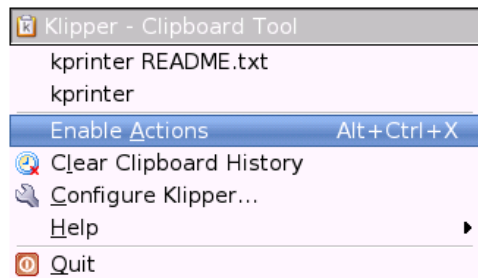 Klipper - Clipboard Tool
kprinter README.txt
kprinter
Enable Actions Alt+Ctrl+X
Clear Clipboard History
Configure Klipper...
Help
Quit